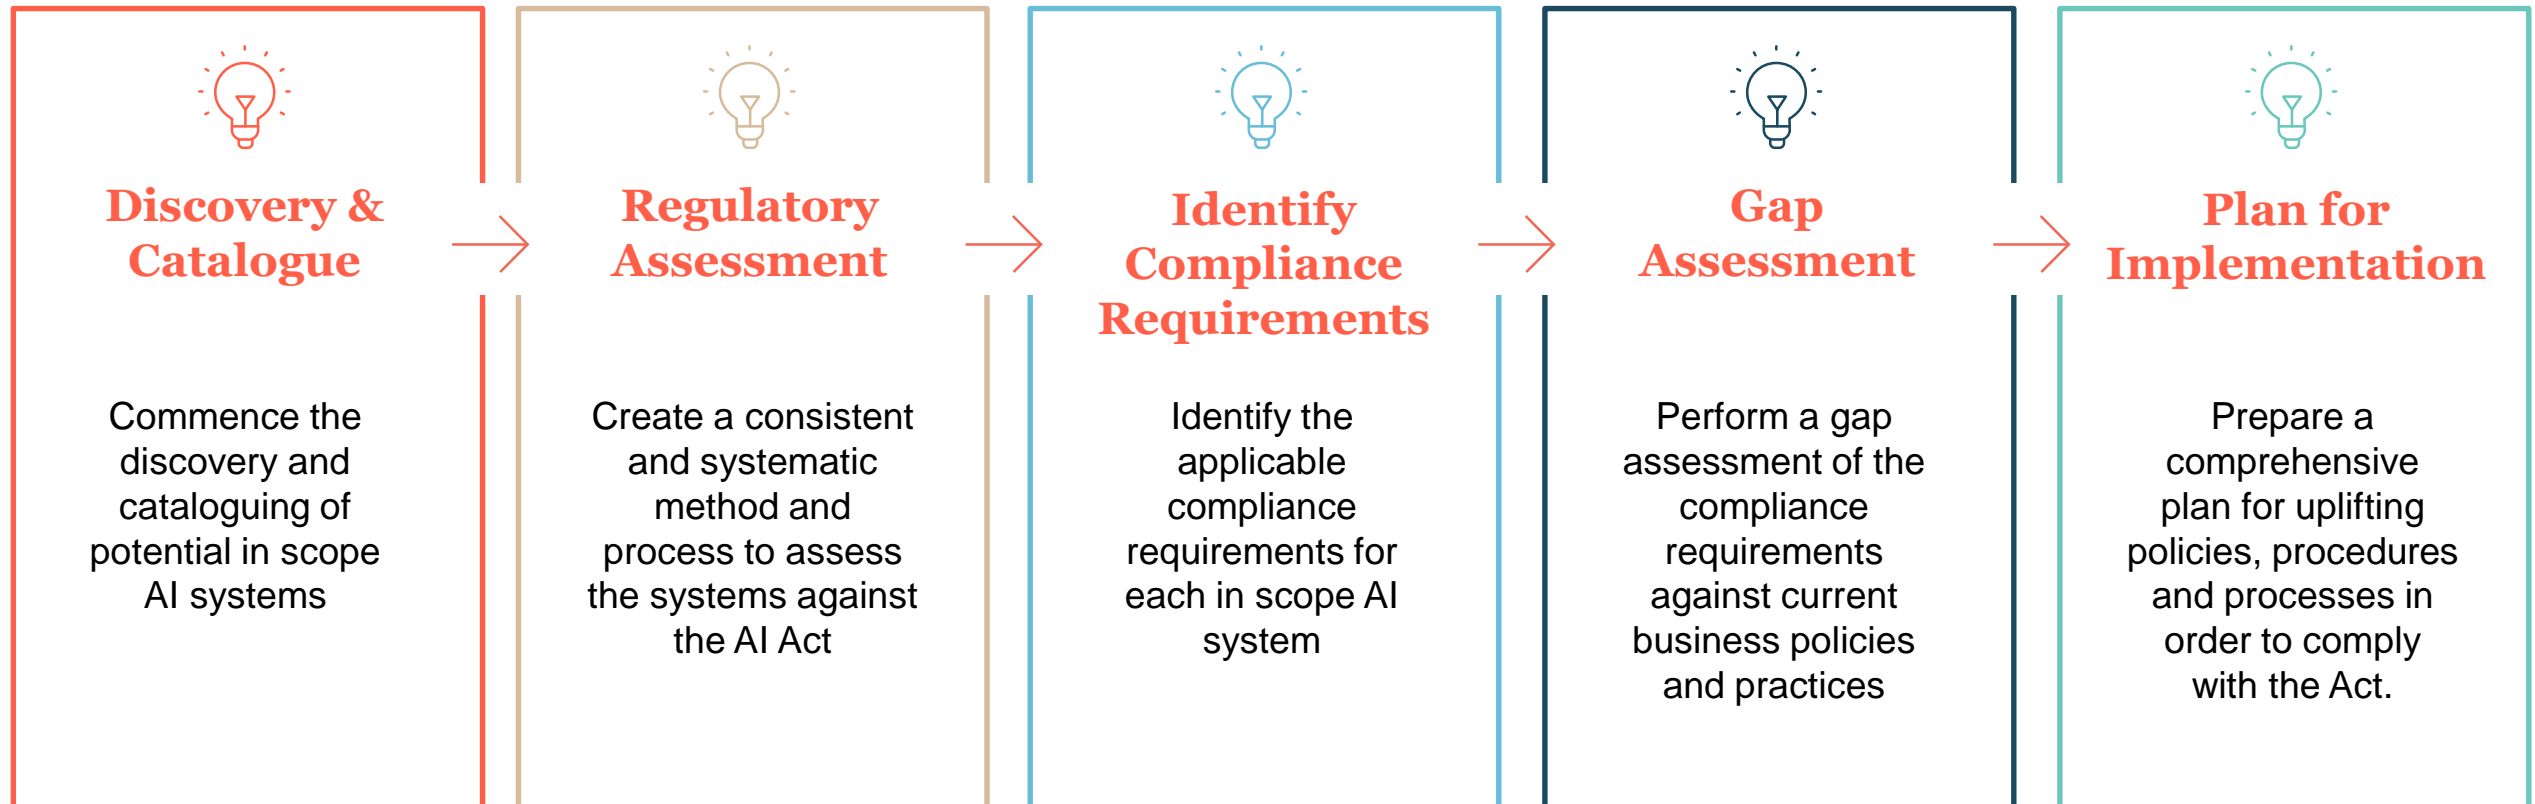 Discovery &
Catalogue
Commence the
discovery and
cataloguing of
potential in scope
AI systems
Regulatory
Assessment
Create a consistent
and systematic
method and
process to assess
the systems against
the AI Act
Identify
Compliance
Requirements
Identify the
applicable
compliance
requirements for
each in scope AI
system
Gap
Assessment
Perform a gap
assessment of the
compliance
requirements
against current
business policies
and practices
Plan for
Implementation
Prepare a
comprehensive
plan for uplifting
policies, procedures
and processes in
order to comply
with the Act.